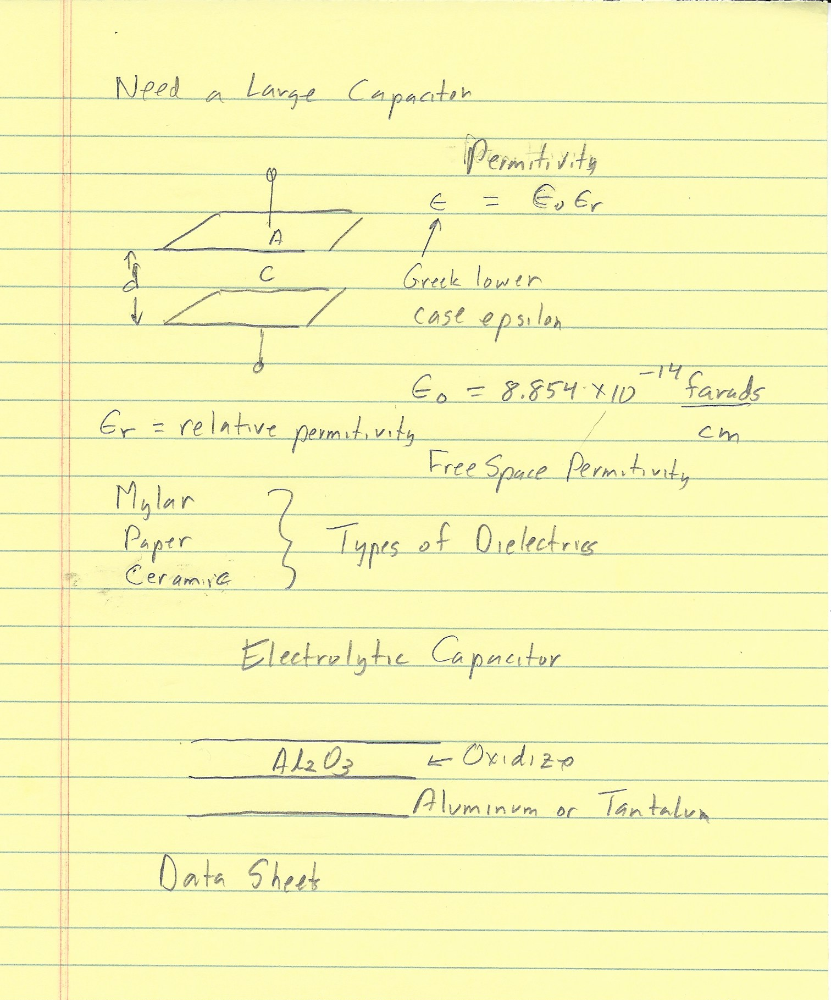 Need a Large Capacitor
Permitivity
ϵ = ϵ₀ ϵr
A
d
C
Greek lower
case epsilon
ϵ₀ = 8.854 × 10⁻¹⁴ farads
cm
ϵr = relative permitivity
Free Space Permitivity
Mylar
Paper
Ceramic
Types of Dielectrics
Electrolytic Capacitor
Al₂O₃ ← Oxidize
Aluminum or Tantalum
Data Sheets